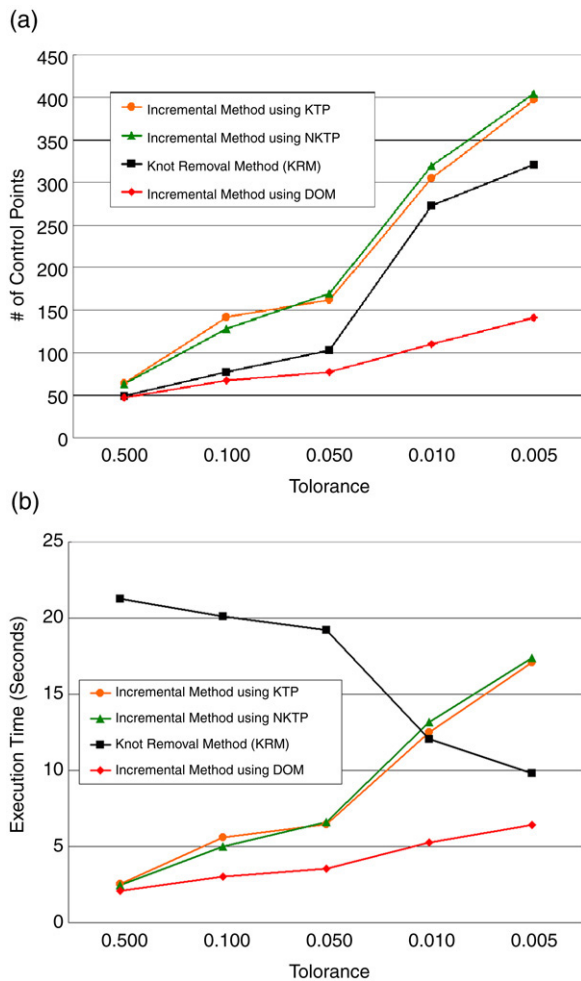 (a)
450
400
350
300
250
200
150
100
50
0
# of Control Points
Incremental Method using KTP
Incremental Method using NKTP
Knot Removal Method (KRM)
Incremental Method using DOM
0.500 0.100 0.050 0.010 0.005
Tolorance
(b)
25
20
15
10
5
0
Execution Time (Seconds)
Incremental Method using KTP
Incremental Method using NKTP
Knot Removal Method (KRM)
Incremental Method using DOM
0.500 0.100 0.050 0.010 0.005
Tolorance